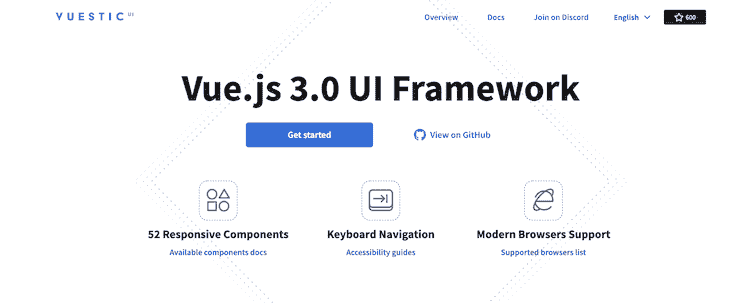 VUESTIC UI
Overview Docs Join on Discord English 600
Vue.js 3.0 UI Framework
Get started View on GitHub
52 Responsive Components Keyboard Navigation Modern Browsers Support
Available components docs Accessibility guides Supported browsers list